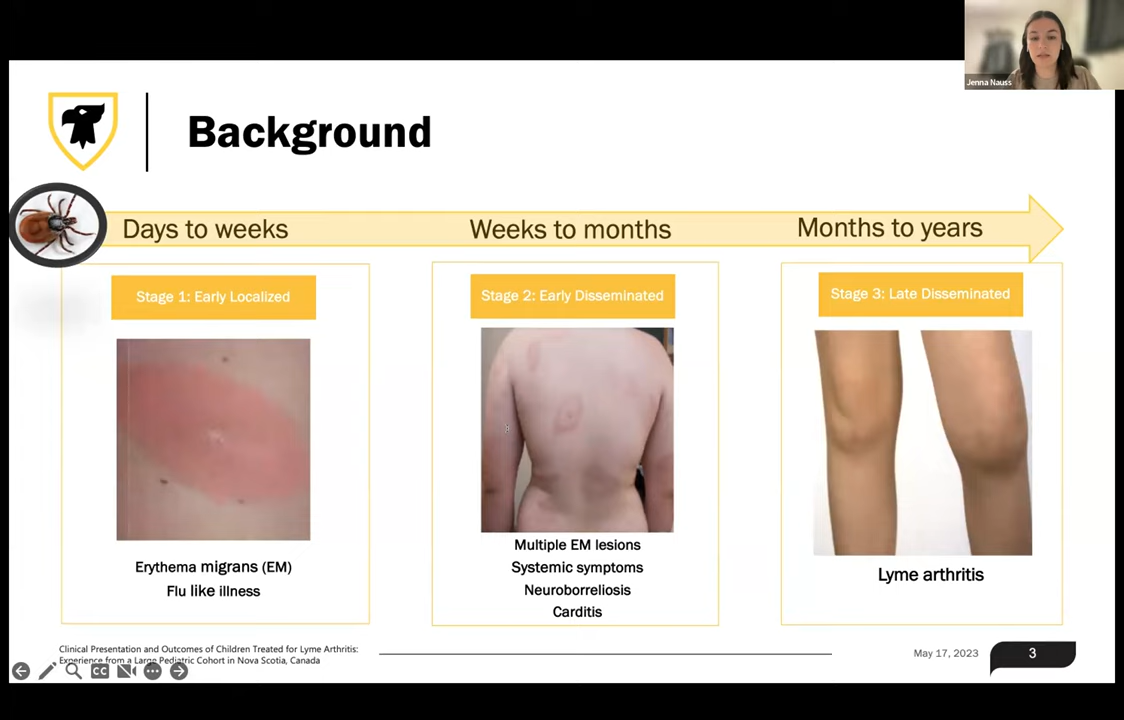 Jenna Nauss
Background
Days to weeks
Weeks to months
Months to years
Stage 1: Early Localized
Erythema migrans (EM)
Flu like illness
Stage 2: Early Disseminated
Multiple EM lesions
Systemic symptoms
Neuroborreliosis
Carditis
Stage 3: Late Disseminated
Lyme arthritis
Clinical Presentation and Outcomes of Children Treated for Lyme Arthritis:
Experience from a Large Pediatric Cohort in Nova Scotia, Canada
CC
May 17, 2023
3